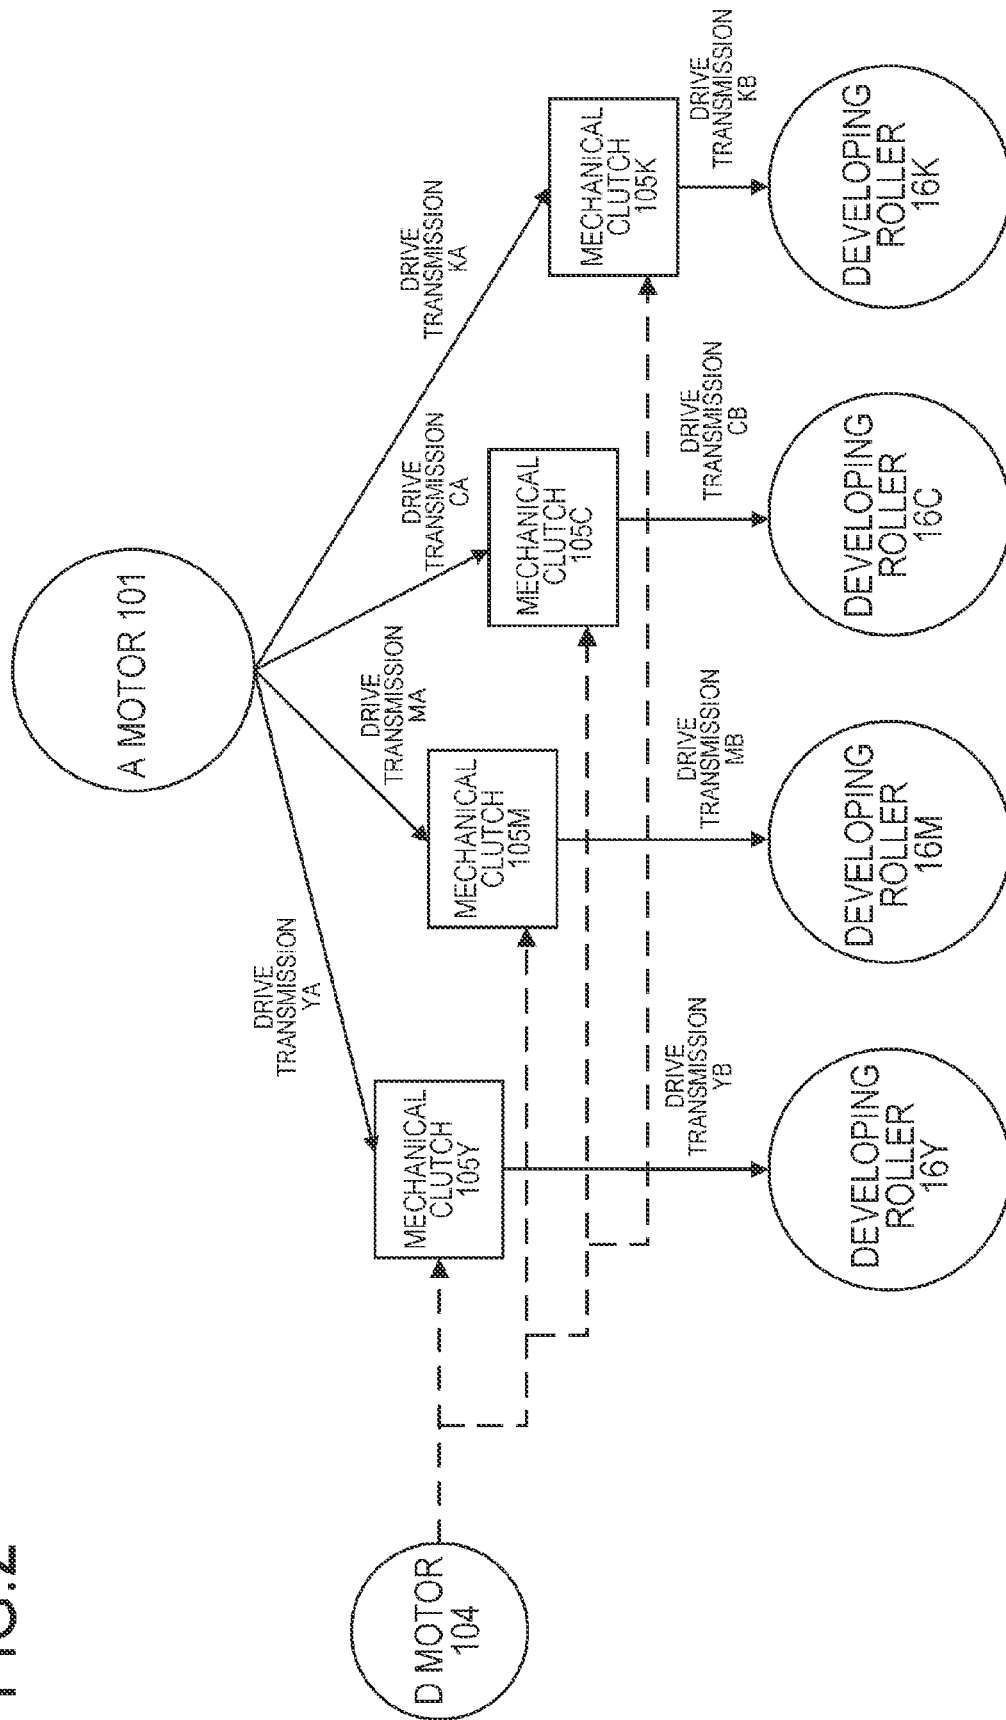 FIG.2
A MOTOR 101
D MOTOR
104
DRIVE
TRANSMISSION
YA
DRIVE
TRANSMISSION
MA
DRIVE
TRANSMISSION
CA
DRIVE
TRANSMISSION
KA
MECHANICAL
CLUTCH
105Y
MECHANICAL
CLUTCH
105M
MECHANICAL
CLUTCH
105C
MECHANICAL
CLUTCH
105K
DRIVE
TRANSMISSION
YB
DRIVE
TRANSMISSION
MB
DRIVE
TRANSMISSION
CB
DRIVE
TRANSMISSION
KB
DEVELOPING
ROLLER
16Y
DEVELOPING
ROLLER
16M
DEVELOPING
ROLLER
16C
DEVELOPING
ROLLER
16K